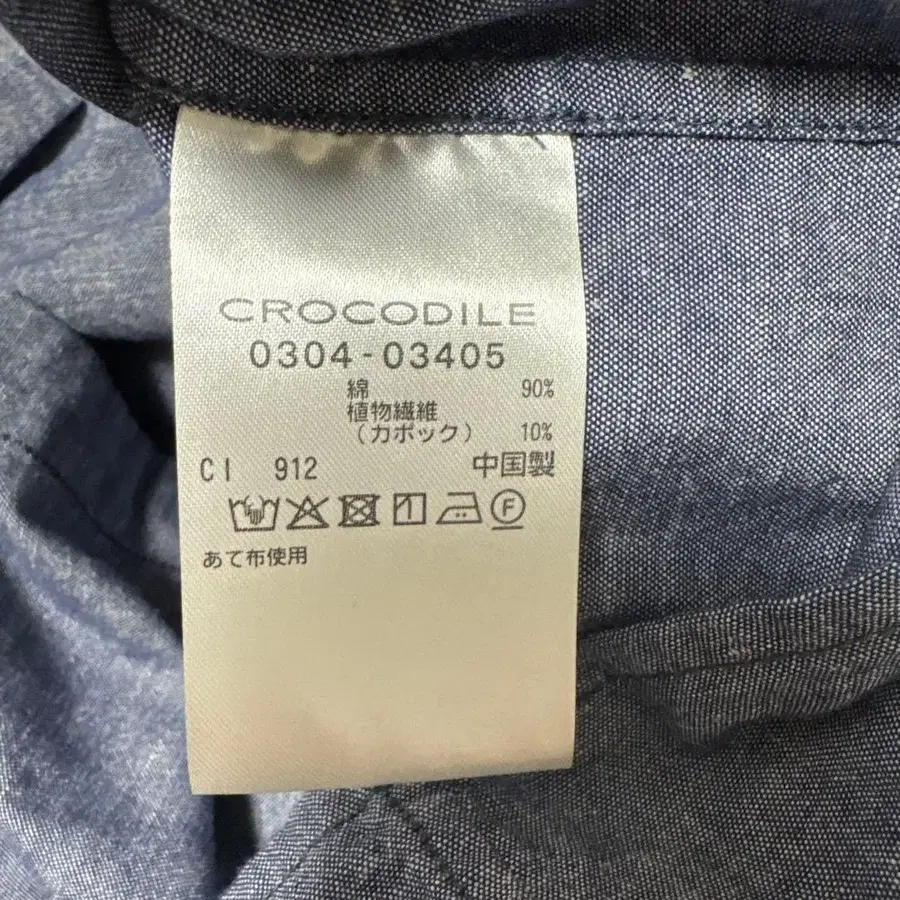 CROCODILE
0304-03405
綿 90%
植物繊維
(カポック) 10%
CI 912 中国製
F
あて布使用